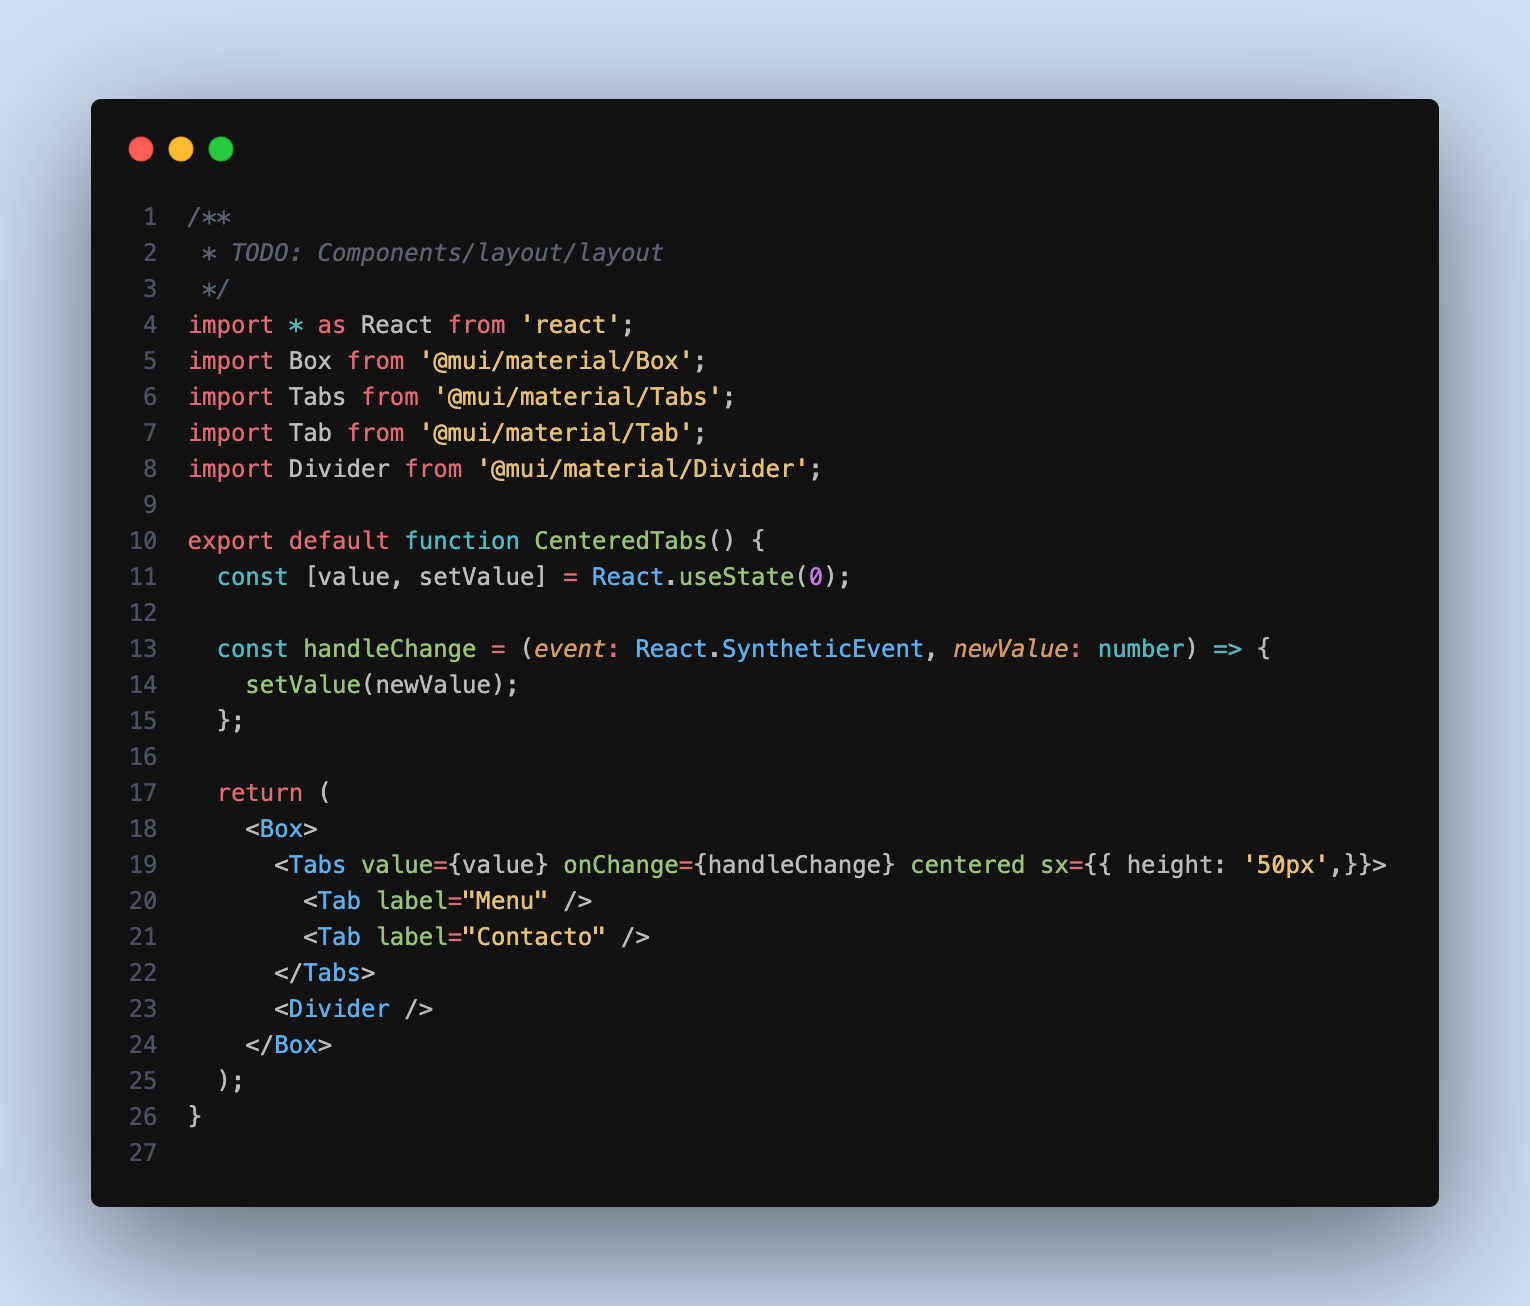 1 /**
2  * TODO: Components/layout/layout
3  */
4 import * as React from 'react';
5 import Box from '@mui/material/Box';
6 import Tabs from '@mui/material/Tabs';
7 import Tab from '@mui/material/Tab';
8 import Divider from '@mui/material/Divider';
9
10 export default function CenteredTabs() {
11   const [value, setValue] = React.useState(0);
12
13   const handleChange = (event: React.SyntheticEvent, newValue: number) => {
14     setValue(newValue);
15   };
16
17   return (
18     <Box>
19       <Tabs value={value} onChange={handleChange} centered sx={{ height: '50px',}}>
20         <Tab label="Menu" />
21         <Tab label="Contacto" />
22       </Tabs>
23       <Divider />
24     </Box>
25   );
26 }
27